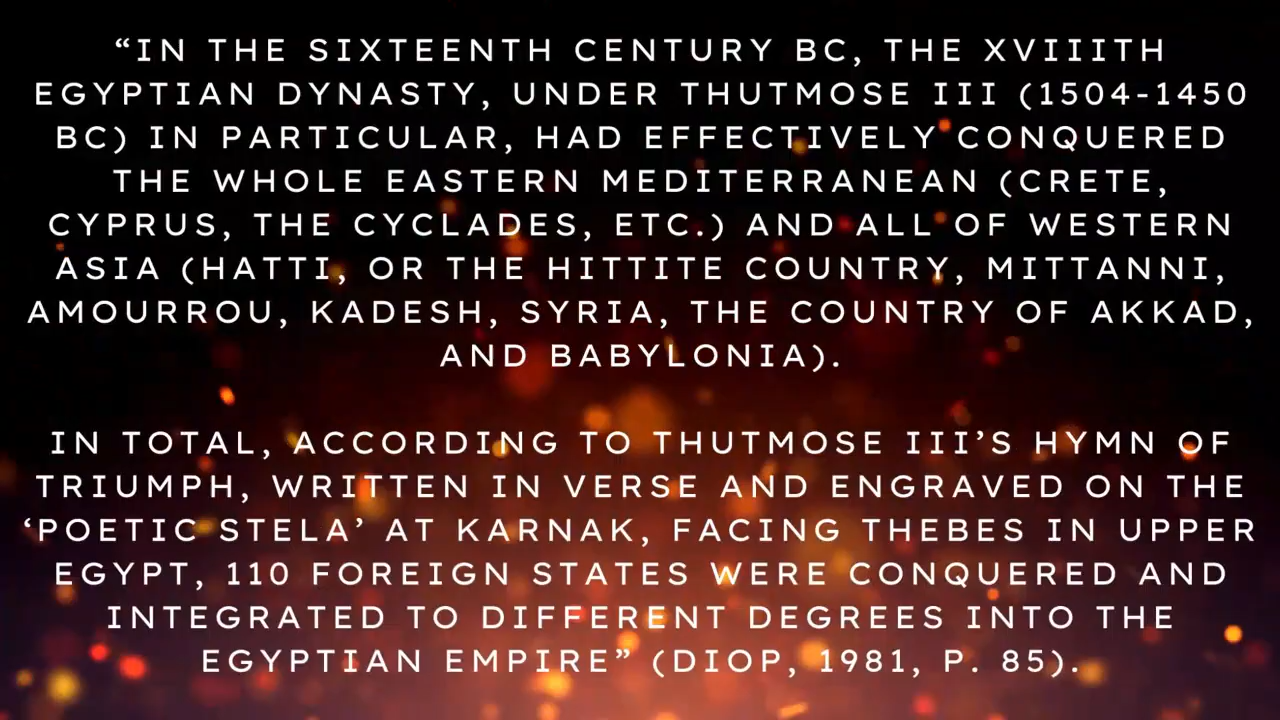 “IN THE SIXTEENTH CENTURY BC, THE XVIIITH
EGYPTIAN DYNASTY, UNDER THUTMOSE III (1504-1450
BC) IN PARTICULAR, HAD EFFECTIVELY CONQUERED
THE WHOLE EASTERN MEDITERRANEAN (CRETE,
CYPRUS, THE CYCLADES, ETC.) AND ALL OF WESTERN
ASIA (HATTI, OR THE HITTITE COUNTRY, MITTANNI,
AMOURROU, KADESH, SYRIA, THE COUNTRY OF AKKAD,
AND BABYLONIA).
IN TOTAL, ACCORDING TO THUTMOSE III’S HYMN OF
TRIUMPH, WRITTEN IN VERSE AND ENGRAVED ON THE
‘POETIC STELA’ AT KARNAK, FACING THEBES IN UPPER
EGYPT, 110 FOREIGN STATES WERE CONQUERED AND
INTEGRATED TO DIFFERENT DEGREES INTO THE
EGYPTIAN EMPIRE” (DIOP, 1981, P. 85).